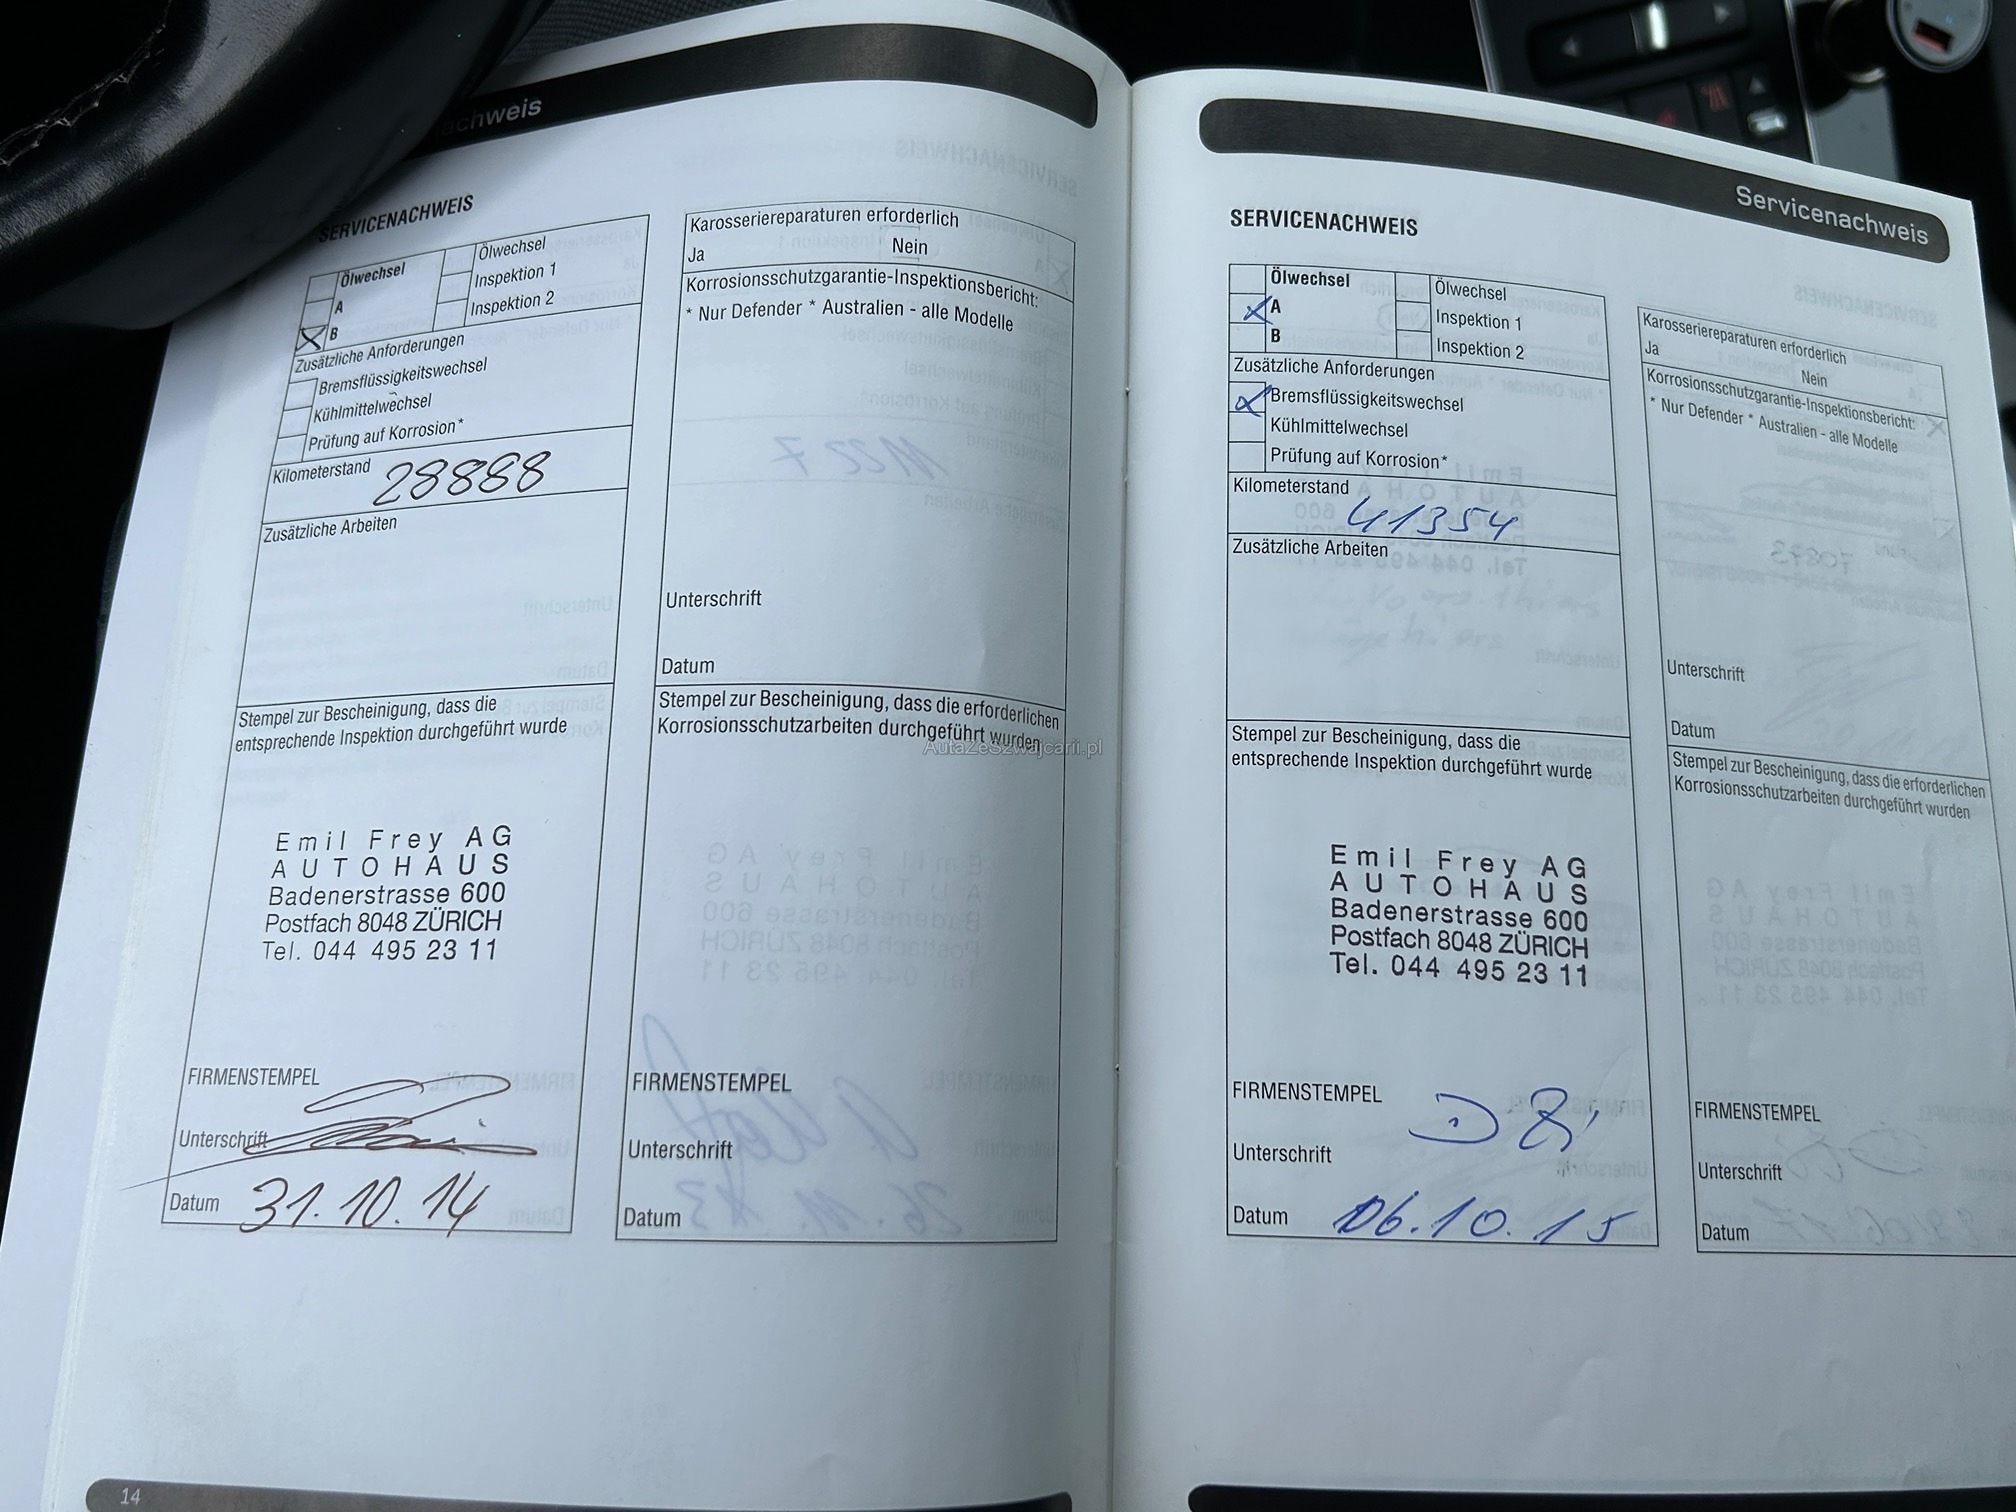 nachweis
SERVICENACHWEIS
Ölwechsel
A
B
Ölwechsel
Inspektion 1
Inspektion 2
Zusätzliche Anforderungen
Bremsflüssigkeitswechsel
Kühlmittelwechsel
Prüfung auf Korrosion*
Kilometerstand 28888
Zusätzliche Arbeiten
Stempel zur Bescheinigung, dass die
entsprechende Inspektion durchgeführt wurde
Emil Frey AG
AUTOHAUS
Badenerstrasse 600
Postfach 8048 ZÜRICH
Tel. 044 495 23 11
FIRMENSTEMPEL
Unterschrift
Datum 31.10.14
Karosseriereparaturen erforderlich
Ja Nein
Korrosionsschutzgarantie-Inspektionsbericht:
* Nur Defender * Australien - alle Modelle
Unterschrift
Datum
Stempel zur Bescheinigung, dass die erforderlichen
Korrosionsschutzarbeiten durchgeführt wurden
AutaZeSzwajcarii.pl
FIRMENSTEMPEL
Unterschrift
Datum
14
Servicenachweis
SERVICENACHWEIS
Ölwechsel
A
B
Ölwechsel
Inspektion 1
Inspektion 2
Zusätzliche Anforderungen
Bremsflüssigkeitswechsel
Kühlmittelwechsel
Prüfung auf Korrosion*
Kilometerstand
41354
Zusätzliche Arbeiten
Stempel zur Bescheinigung, dass die
entsprechende Inspektion durchgeführt wurde
Emil Frey AG
AUTOHAUS
Badenerstrasse 600
Postfach 8048 ZÜRICH
Tel. 044 495 23 11
FIRMENSTEMPEL
Unterschrift
Datum 06.10.15
Karosseriereparaturen erforderlich
Ja Nein
Korrosionsschutzgarantie-Inspektionsbericht:
* Nur Defender * Australien - alle Modelle
Unterschrift
Datum
Stempel zur Bescheinigung, dass die erforderlichen
Korrosionsschutzarbeiten durchgeführt wurden
FIRMENSTEMPEL
Unterschrift
Datum